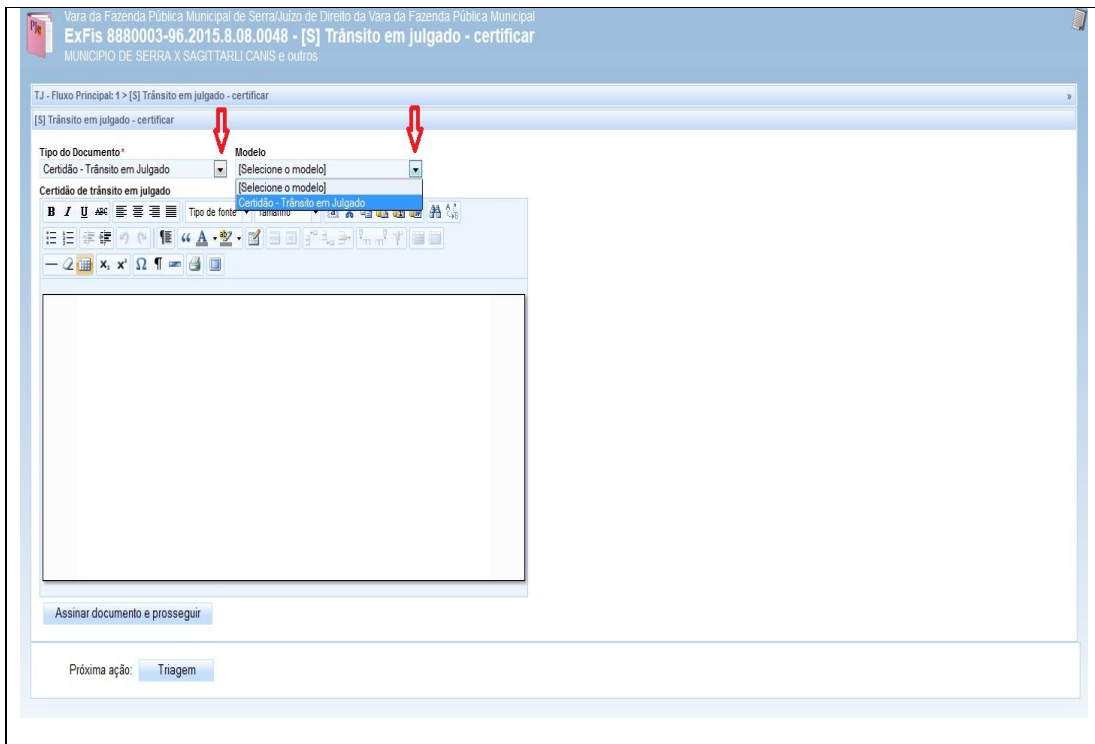 PJe
Vara da Fazenda Pública Municipal de Serra/Juízo de Direito da Vara da Fazenda Pública Municipal
ExFis 8880003-96.2015.8.08.0048 - [S] Trânsito em julgado - certificar
MUNICIPIO DE SERRA X SAGITTARLI CANIS e outros
TJ - Fluxo Principal: 1 > [S] Trânsito em julgado - certificar »
[S] Trânsito em julgado - certificar
Tipo do Documento* Modelo
Certidão - Trânsito em Julgado [Selecione o modelo]
[Selecione o modelo]
Certidão de trânsito em julgado Certidão - Trânsito em Julgado
B I U ABC Tipo de fonte Tamanho
Assinar documento e prosseguir
Próxima ação: Triagem